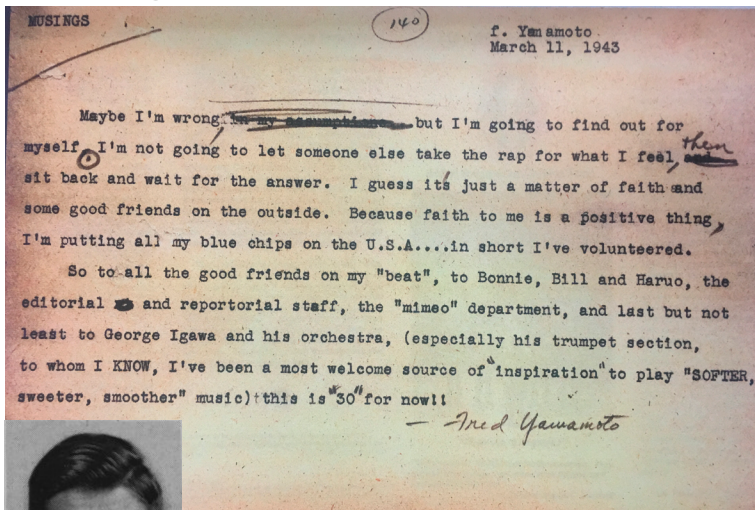 MUSINGS
140
f. Yamamoto
March 11, 1943
Maybe I'm wrong, in my assumptions but I'm going to find out for
myself. I'm not going to let someone else take the rap for what I feel, then
sit back and wait for the answer. I guess it's just a matter of faith and
some good friends on the outside. Because faith to me is a positive thing,
I'm putting all my blue chips on the U.S.A....in short I've volunteered.
So to all the good friends on my "beat", to Bonnie, Bill and Haruo, the
editorial and reportorial staff, the "mimeo" department, and last but not
least to George Igawa and his orchestra, (especially his trumpet section,
to whom I KNOW, I've been a most welcome source of "inspiration" to play "SOFTER,
sweeter, smoother" music) this is "30" for now!!
- Fred Yamamoto